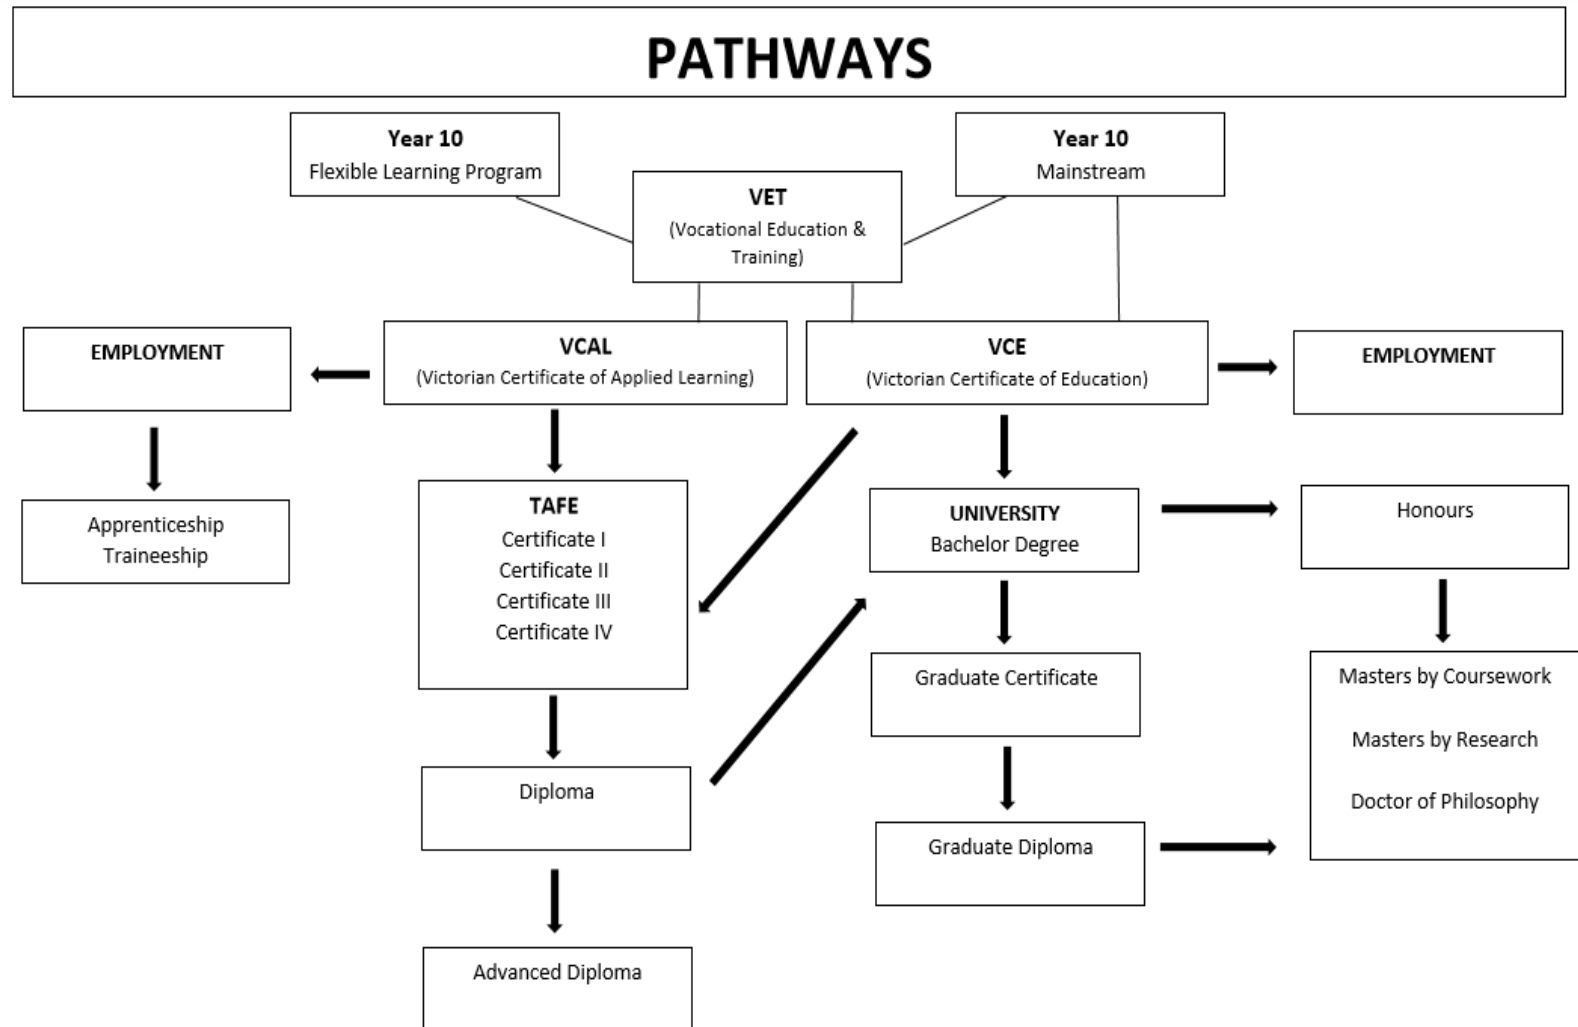 PATHWAYS
Year 10
Flexible Learning Program
Year 10
Mainstream
VET
(Vocational Education &
Training)
EMPLOYMENT
VCAL
(Victorian Certificate of Applied Learning)
VCE
(Victorian Certificate of Education)
EMPLOYMENT
Apprenticeship
Traineeship
TAFE
Certificate I
Certificate II
Certificate III
Certificate IV
UNIVERSITY
Bachelor Degree
Honours
Graduate Certificate
Masters by Coursework
Masters by Research
Doctor of Philosophy
Diploma
Graduate Diploma
Advanced Diploma